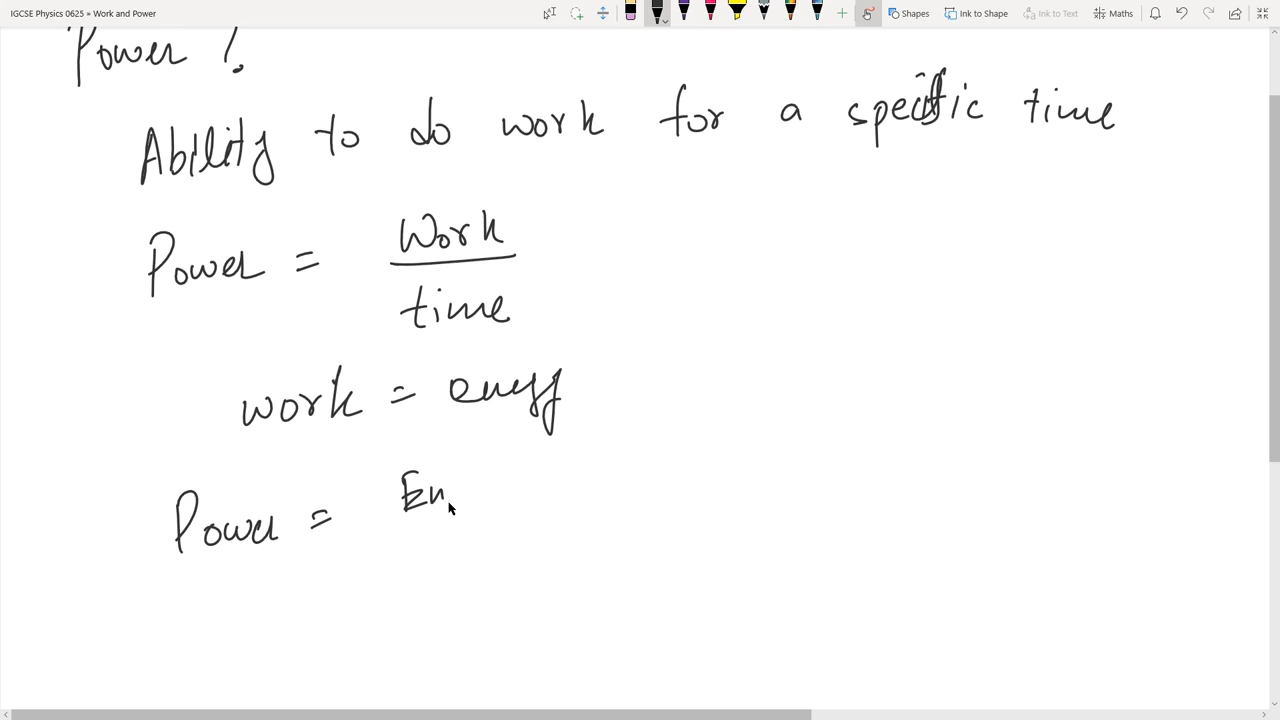 IGCSE Physics 0625 » Work and Power
Shapes
Ink to Shape
Ink to Text
Maths
Power ?
Ability to do work for a specific time
Power = Work
time
work = energy
Power = En